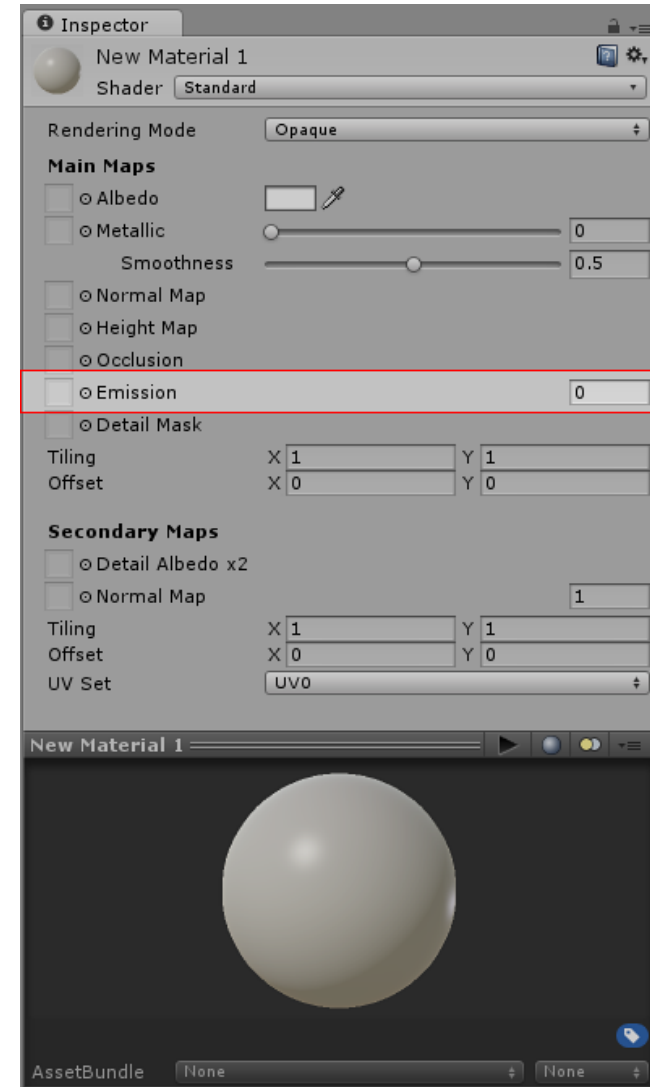 Inspector
New Material 1
Shader Standard
Rendering Mode Opaque
Main Maps
Albedo
Metallic 0
Smoothness 0.5
Normal Map
Height Map
Occlusion
Emission 0
Detail Mask
Tiling X 1 Y 1
Offset X 0 Y 0
Secondary Maps
Detail Albedo x2
Normal Map 1
Tiling X 1 Y 1
Offset X 0 Y 0
UV Set UV0
New Material 1
AssetBundle None None